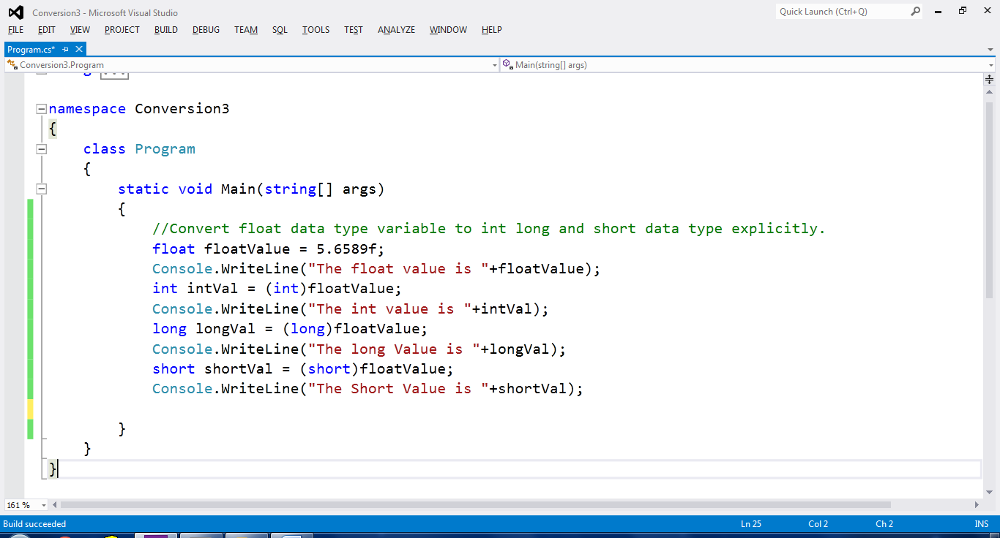 Conversion3 - Microsoft Visual Studio
Quick Launch (Ctrl+Q)
FILE EDIT VIEW PROJECT BUILD DEBUG TEAM SQL TOOLS TEST ANALYZE WINDOW HELP
Program.cs*
Conversion3.Program
Main(string[] args)
...
namespace Conversion3
{
class Program
{
static void Main(string[] args)
{
//Convert float data type variable to int long and short data type explicitly.
float floatValue = 5.6589f;
Console.WriteLine("The float value is "+floatValue);
int intVal = (int)floatValue;
Console.WriteLine("The int value is "+intVal);
long longVal = (long)floatValue;
Console.WriteLine("The long Value is "+longVal);
short shortVal = (short)floatValue;
Console.WriteLine("The Short Value is "+shortVal);
}
}
}
161 %
Build succeeded
Ln 25 Col 2 Ch 2 INS